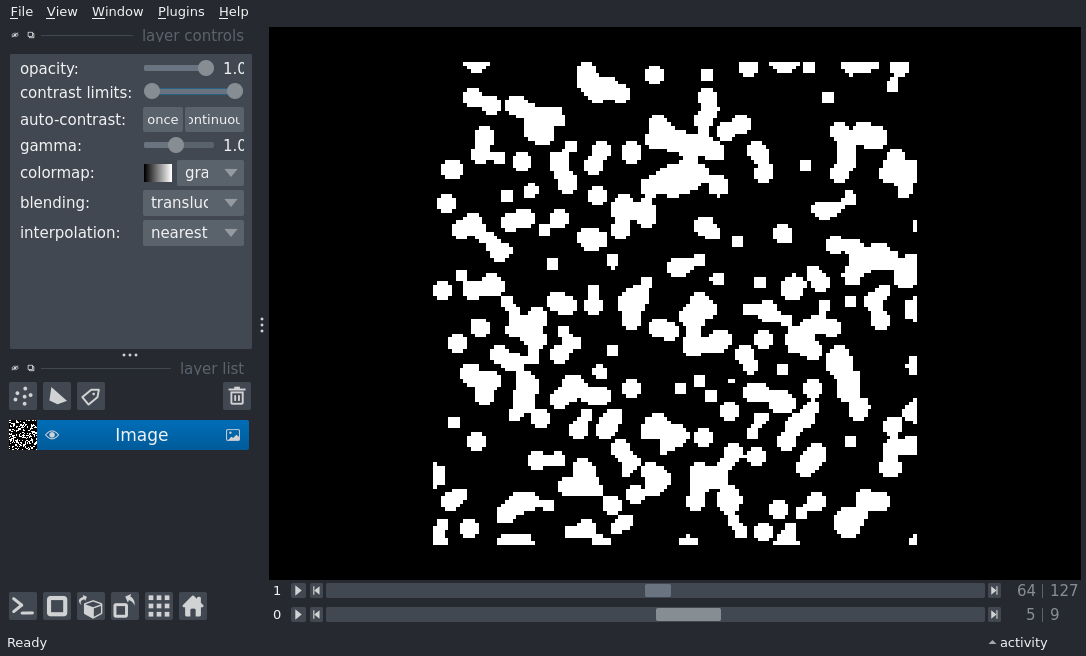 File View Window Plugins Help
layer controls
opacity: 1.0
contrast limits:
auto-contrast: once ontinuou
gamma: 1.0
colormap: gra
blending: transluc
interpolation: nearest
layer list
Image
1 64 127
0 5 9
Ready activity